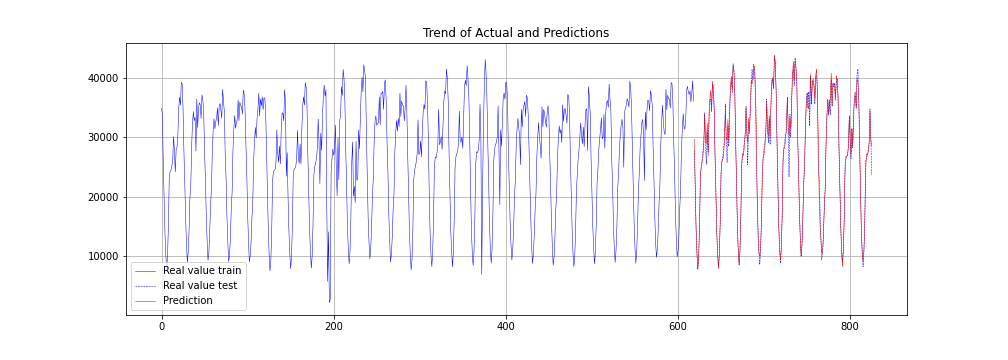 Trend of Actual and Predictions
40000
30000
20000
10000
Real value train
Real value test
Prediction
0 200 400 600 800